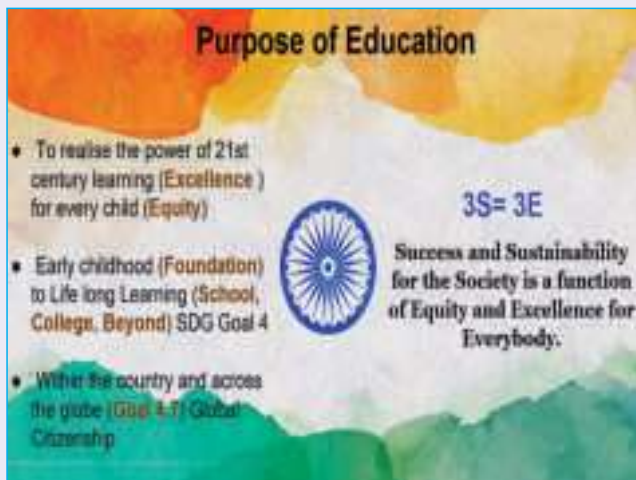 Purpose of Education
• To realise the power of 21st
century learning (Excellence )
for every child (Equity)
• Early childhood (Foundation)
to Life long Learning (School,
College, Beyond) SDG Goal 4
• Within the country and across
the globe (Goal 4.7) Global
Citizenship
3S= 3E
Success and Sustainability
for the Society is a function
of Equity and Excellence for
Everybody.